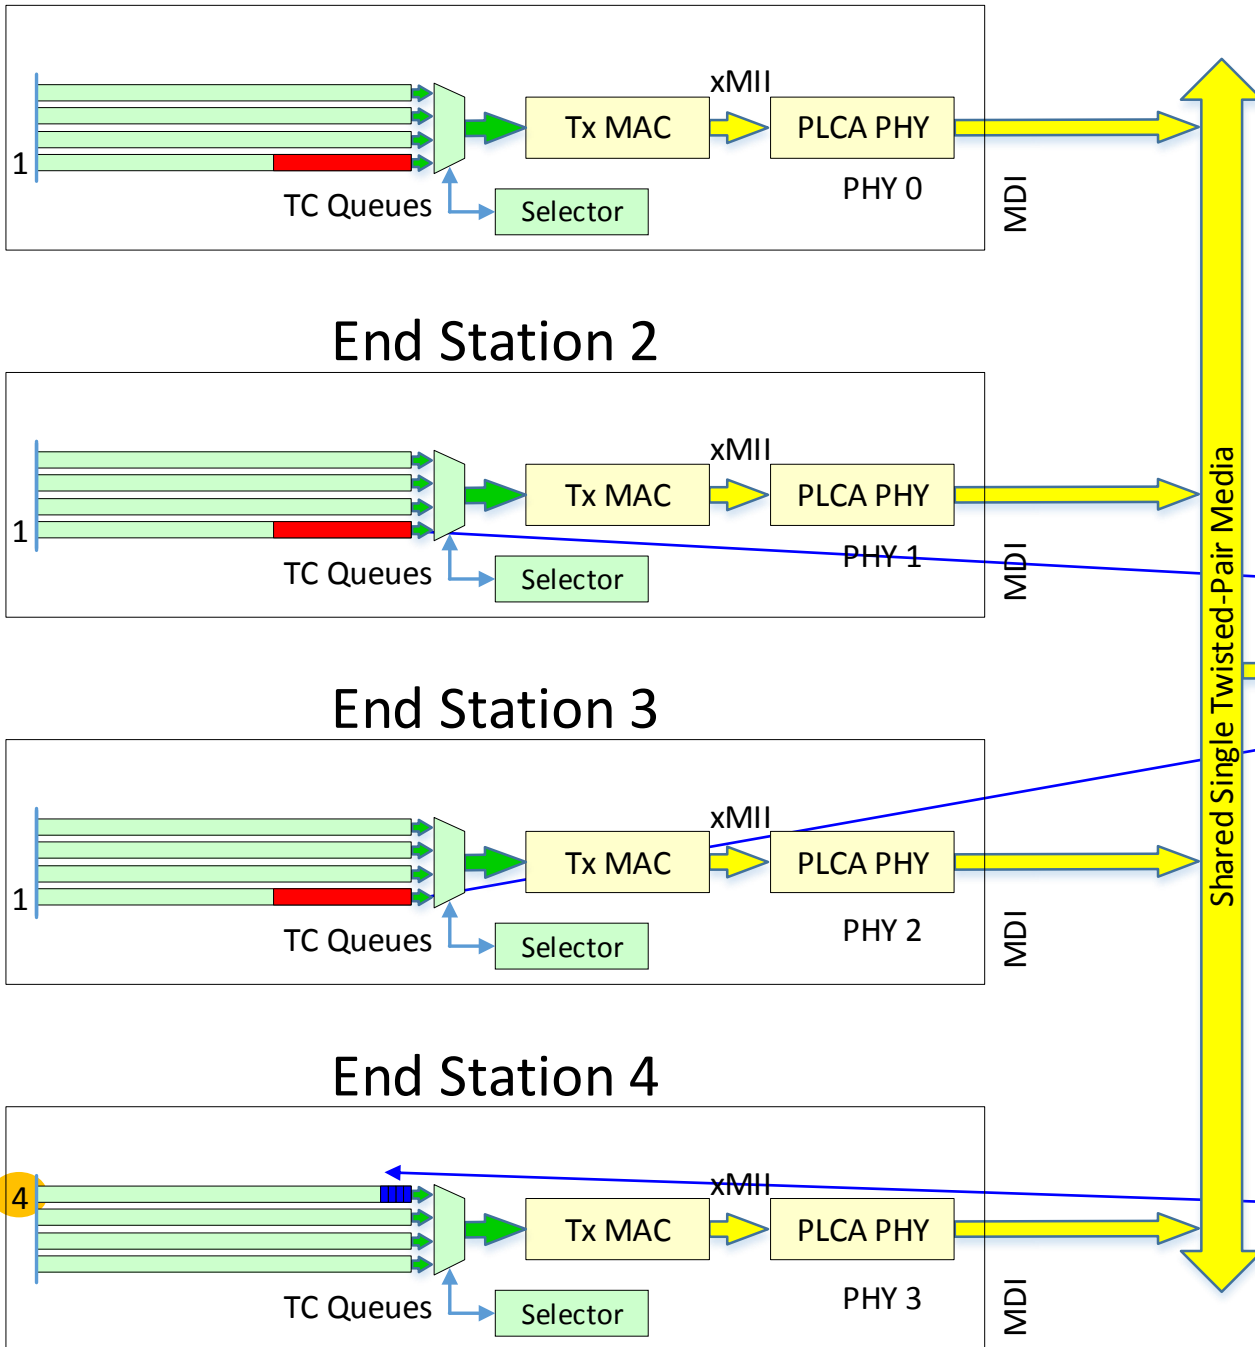 xMII
Tx MAC
PLCA PHY
1
TC Queues
Selector
PHY 0
MDI
End Station 2
xMII
Tx MAC
PLCA PHY
1
TC Queues
Selector
PHY 1
MDI
Shared Single Twisted-Pair Media
End Station 3
xMII
Tx MAC
PLCA PHY
1
TC Queues
Selector
PHY 2
MDI
End Station 4
4
xMII
Tx MAC
PLCA PHY
TC Queues
Selector
PHY 3
MDI